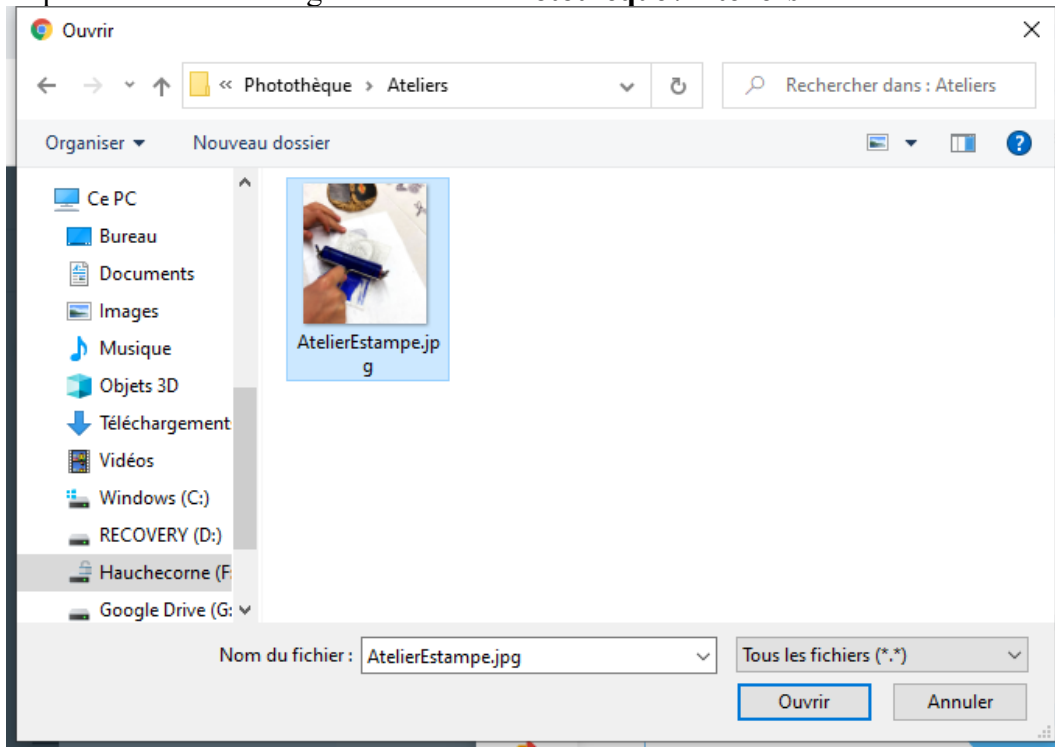 Ouvrir
« Photothèque > Ateliers
Rechercher dans : Ateliers
Organiser
Nouveau dossier
Ce PC
Bureau
Documents
Images
Musique
Objets 3D
Téléchargement
Vidéos
Windows (C:)
RECOVERY (D:)
Hauchecorne (F:
Google Drive (G:
AtelierEstampe.jp
g
Nom du fichier :
AtelierEstampe.jpg
Tous les fichiers (*.*)
Ouvrir
Annuler